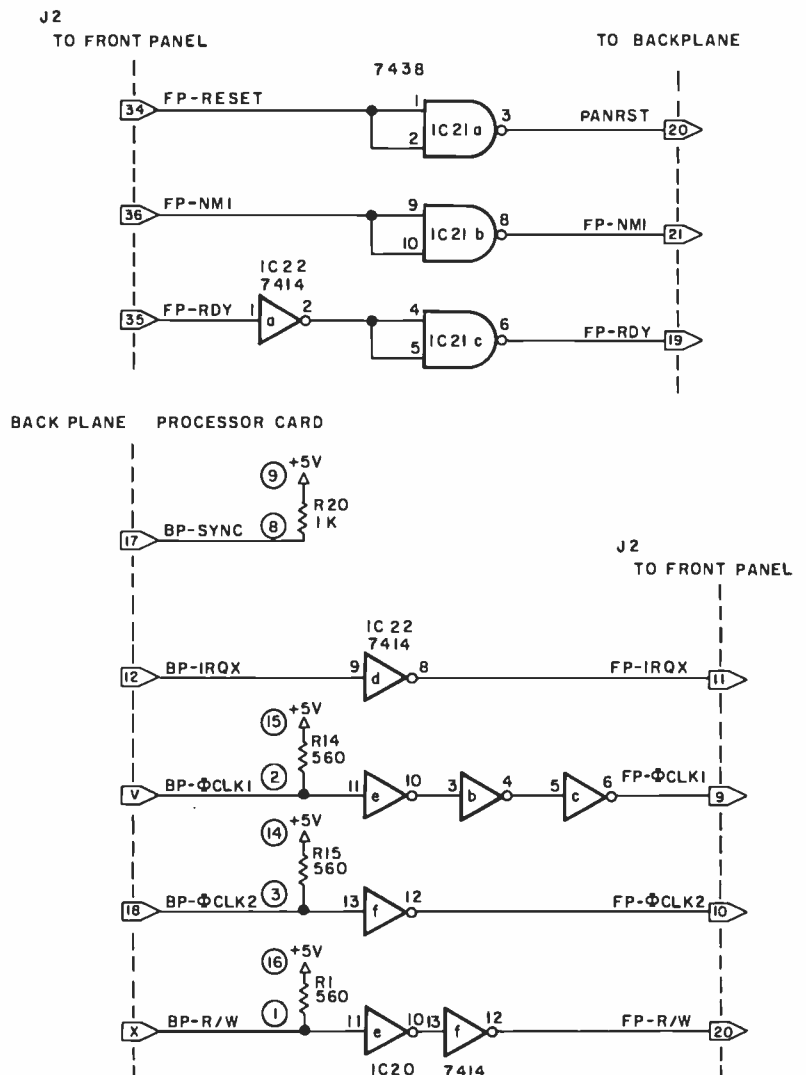 J2
TO FRONT PANEL
TO BACKPLANE
7438
34 FP-RESET 1 2 IC21a 3 PANRST 20
36 FP-NMI 9 10 IC21b 8 FP-NMI 21
IC22
7414
35 FP-RDY 1 a 2 4 5 IC21c 6 FP-RDY 19
BACK PLANE PROCESSOR CARD
9 +5V
R20
1K
17 BP-SYNC 8
J2
TO FRONT PANEL
IC22
7414
12 BP-IRQX 9 d 8 FP-IRQX 11
15 +5V
R14
560
V BP-ΦCLK1 2 11 e 10 3 b 4 5 c 6 FP-ΦCLK1 9
14 +5V
R15
560
18 BP-ΦCLK2 3 13 f 12 FP-ΦCLK2 10
16 +5V
R1
560
X BP-R/W 1 11 e 10 13 f 12 FP-R/W 20
IC20 7414